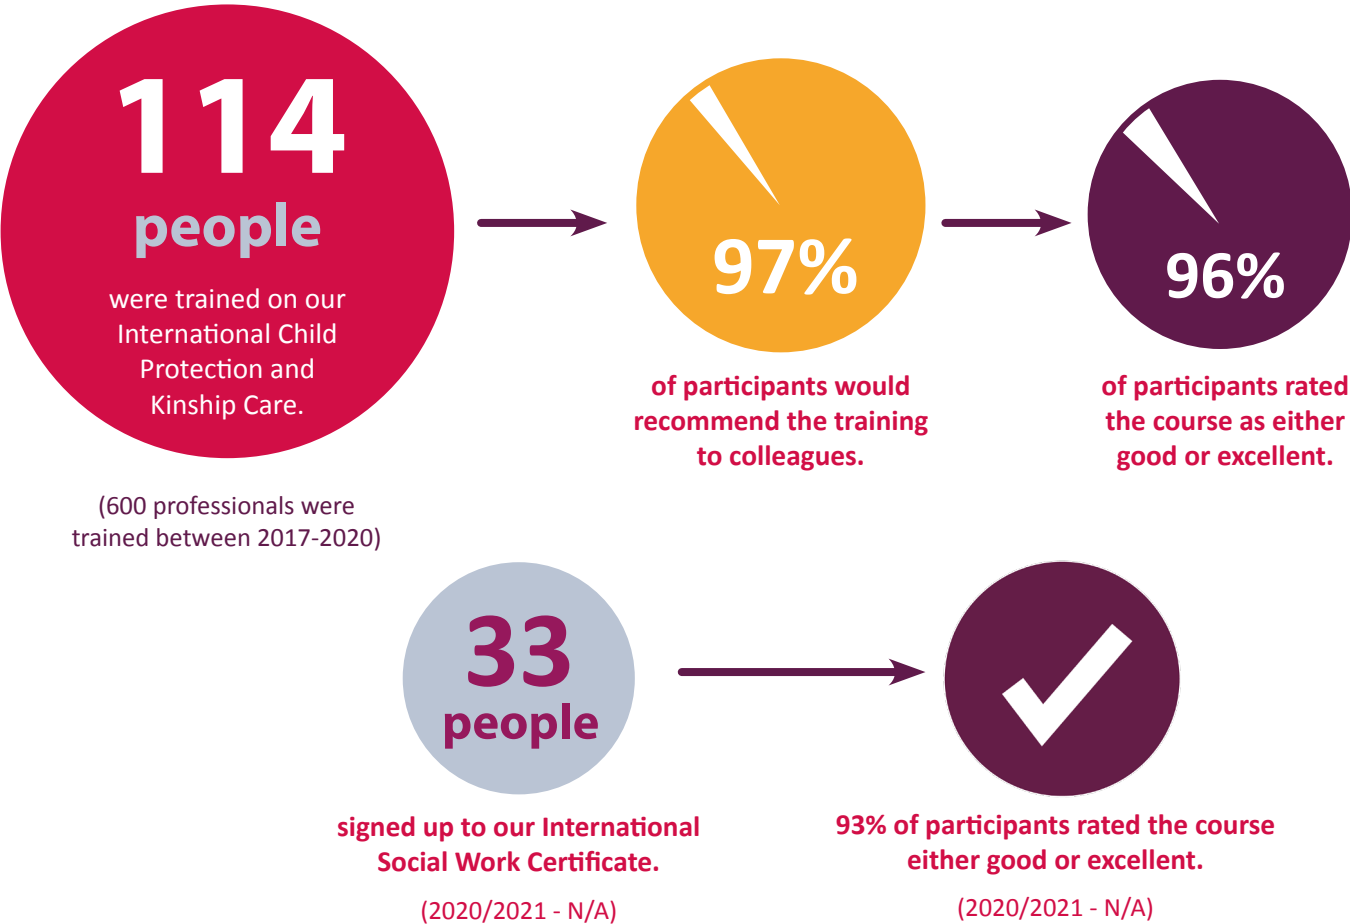 114
people
were trained on our
International Child
Protection and
Kinship Care.
(600 professionals were
trained between 2017-2020)
97%
of participants would
recommend the training
to colleagues.
96%
of participants rated
the course as either
good or excellent.
33
people
signed up to our International
Social Work Certificate.
(2020/2021 - N/A)
93% of participants rated the course
either good or excellent.
(2020/2021 - N/A)